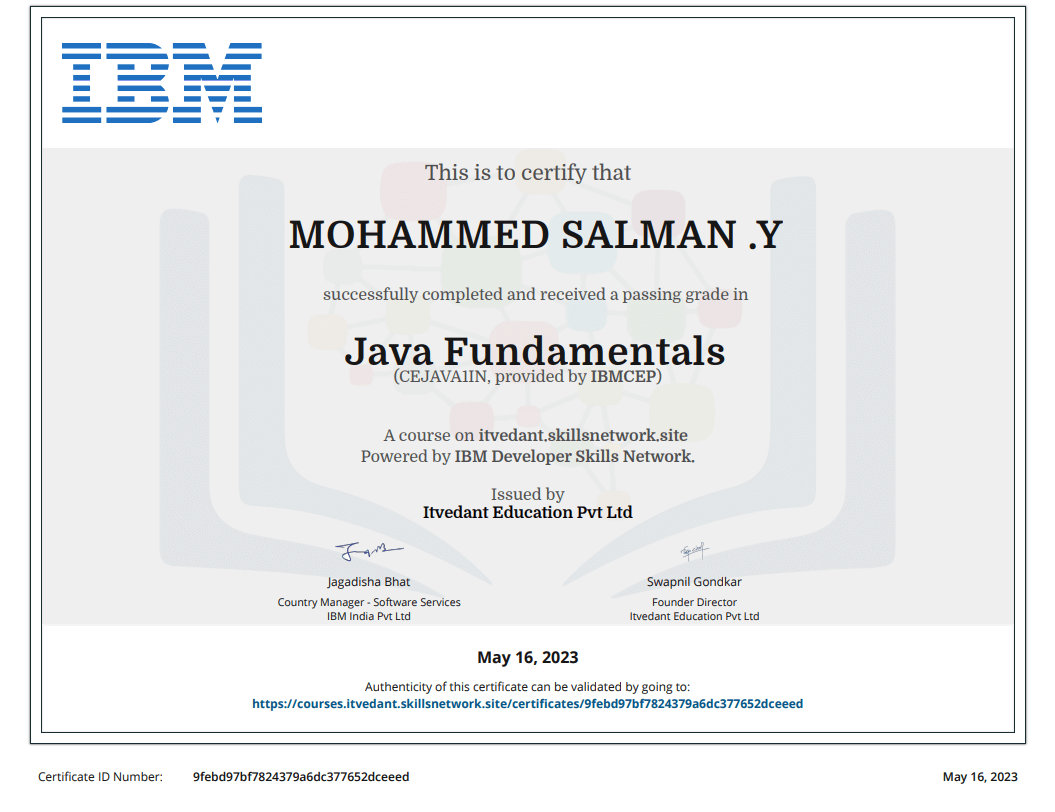 IBM
This is to certify that
MOHAMMED SALMAN .Y
successfully completed and received a passing grade in
Java Fundamentals
(CEJAVA1IN, provided by IBMCEP)
A course on itvedant.skillsnetwork.site
Powered by IBM Developer Skills Network.
Issued by
Itvedant Education Pvt Ltd
Jagadisha Bhat
Country Manager - Software Services
IBM India Pvt Ltd
Swapnil Gondkar
Founder Director
Itvedant Education Pvt Ltd
May 16, 2023
Authenticity of this certificate can be validated by going to:
https://courses.itvedant.skillsnetwork.site/certificates/9febd97bf7824379a6dc377652dceeed
Certificate ID Number: 9febd97bf7824379a6dc377652dceeed May 16, 2023